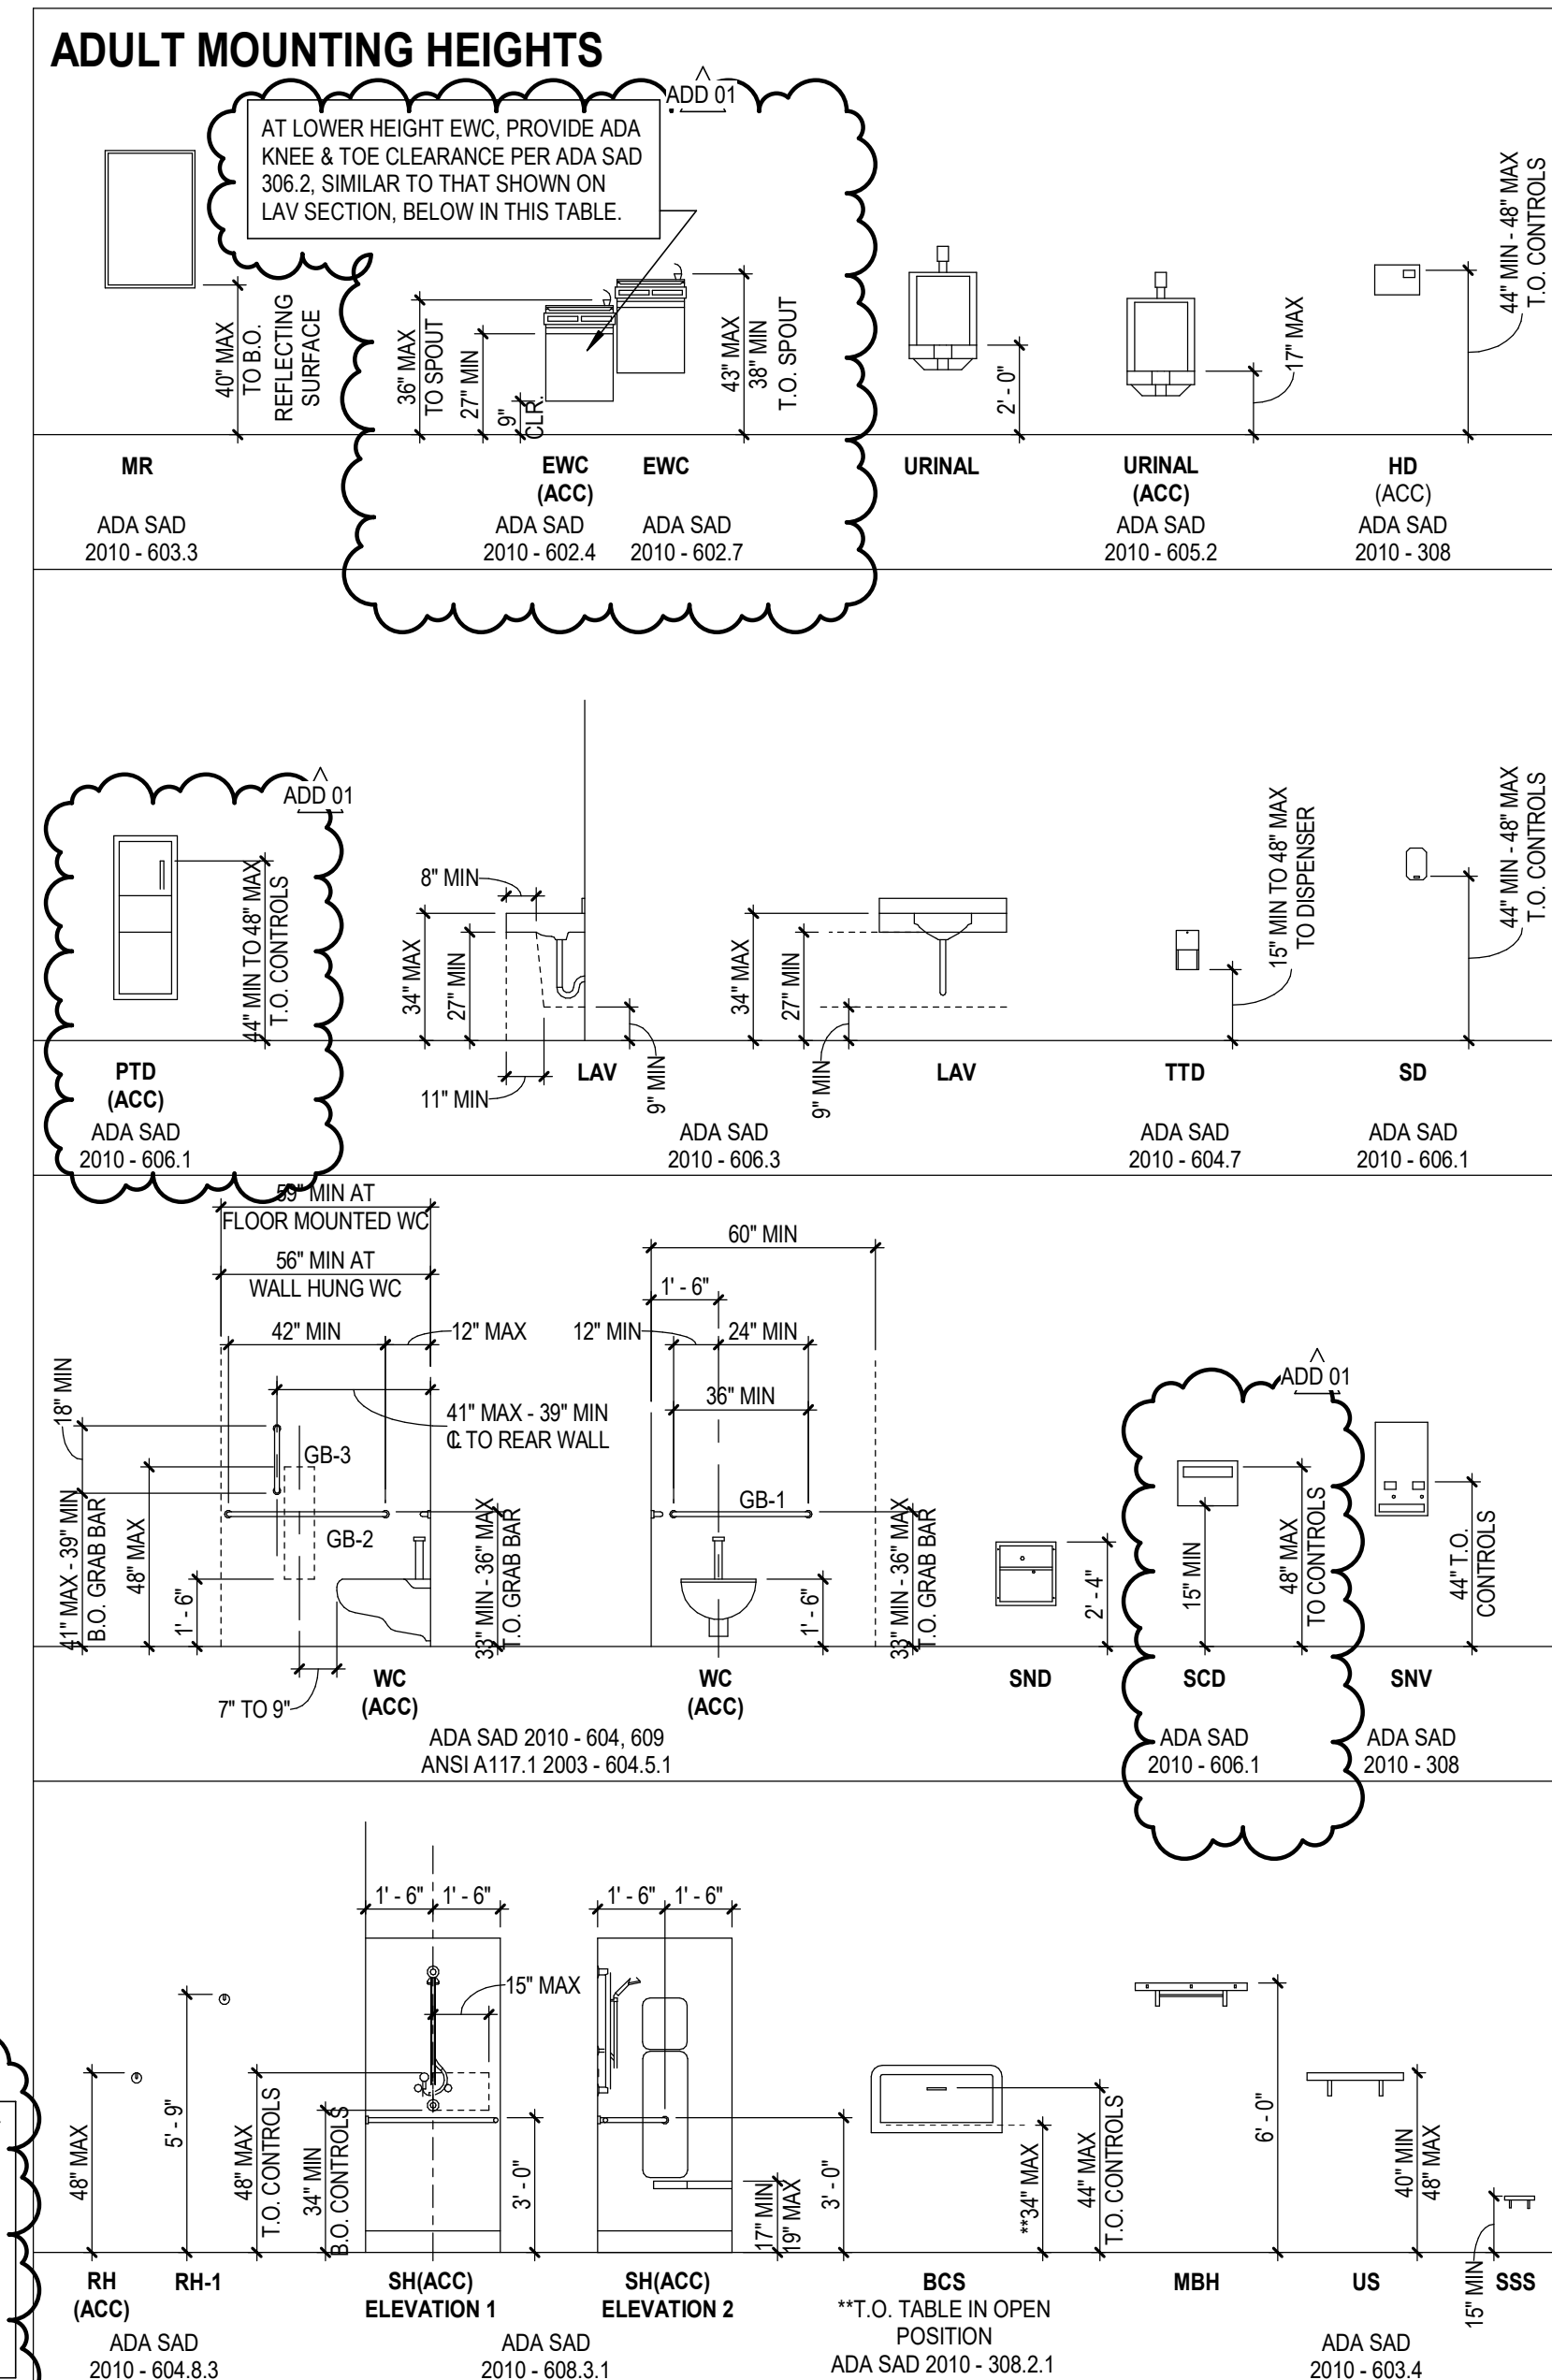 ADULT MOUNTING HEIGHTS
ADD 01
AT LOWER HEIGHT EWC, PROVIDE ADA
KNEE & TOE CLEARANCE PER ADA SAD
306.2, SIMILAR TO THAT SHOWN ON
LAV SECTION, BELOW IN THIS TABLE.
40" MAX
TO B.O.
REFLECTING
SURFACE
36" MAX
TO SPOUT
27" MIN
9"
CLR.
43" MAX
38" MIN
T.O. SPOUT
2' - 0"
17" MAX
44" MIN - 48" MAX
T.O. CONTROLS
MR
EWC
(ACC)
EWC
URINAL
URINAL
(ACC)
HD
(ACC)
ADA SAD
2010 - 603.3
ADA SAD
2010 - 602.4
ADA SAD
2010 - 602.7
ADA SAD
2010 - 605.2
ADA SAD
2010 - 308
ADD 01
44" MIN TO 48" MAX
T.O. CONTROLS
8" MIN
34" MAX
27" MIN
11" MIN
9" MIN
34" MAX
27" MIN
9" MIN
15" MIN TO 48" MAX
TO DISPENSER
44" MIN - 48" MAX
T.O. CONTROLS
PTD
(ACC)
LAV
LAV
TTD
SD
ADA SAD
2010 - 606.1
ADA SAD
2010 - 606.3
ADA SAD
2010 - 604.7
ADA SAD
2010 - 606.1
59" MIN AT
FLOOR MOUNTED WC
56" MIN AT
WALL HUNG WC
42" MIN
12" MAX
41" MAX - 39" MIN
℄ TO REAR WALL
18" MIN
41" MAX - 39" MIN
B.O. GRAB BAR
48" MAX
1' - 6"
GB-3
GB-2
33" MIN - 36" MAX
T.O. GRAB BAR
7" TO 9"
60" MIN
1' - 6"
12" MIN
24" MIN
36" MIN
GB-1
1' - 6"
33" MIN - 36" MAX
T.O. GRAB BAR
2' - 4"
ADD 01
15" MIN
48" MAX
TO CONTROLS
44" T.O.
CONTROLS
WC
(ACC)
WC
(ACC)
SND
SCD
SNV
ADA SAD 2010 - 604, 609
ANSI A117.1 2003 - 604.5.1
ADA SAD
2010 - 606.1
ADA SAD
2010 - 308
48" MAX
5' - 9"
48" MAX
T.O. CONTROLS
34" MIN
B.O. CONTROLS
1' - 6"
1' - 6"
15" MAX
3' - 0"
1' - 6"
1' - 6"
17" MIN
19" MAX
3' - 0"
**34" MAX
44" MAX
T.O. CONTROLS
6' - 0"
40" MIN
48" MAX
15" MIN
RH
(ACC)
RH-1
SH(ACC)
ELEVATION 1
SH(ACC)
ELEVATION 2
BCS
**T.O. TABLE IN OPEN
POSITION
ADA SAD 2010 - 308.2.1
MBH
US
SSS
ADA SAD
2010 - 604.8.3
ADA SAD
2010 - 608.3.1
ADA SAD
2010 - 603.4